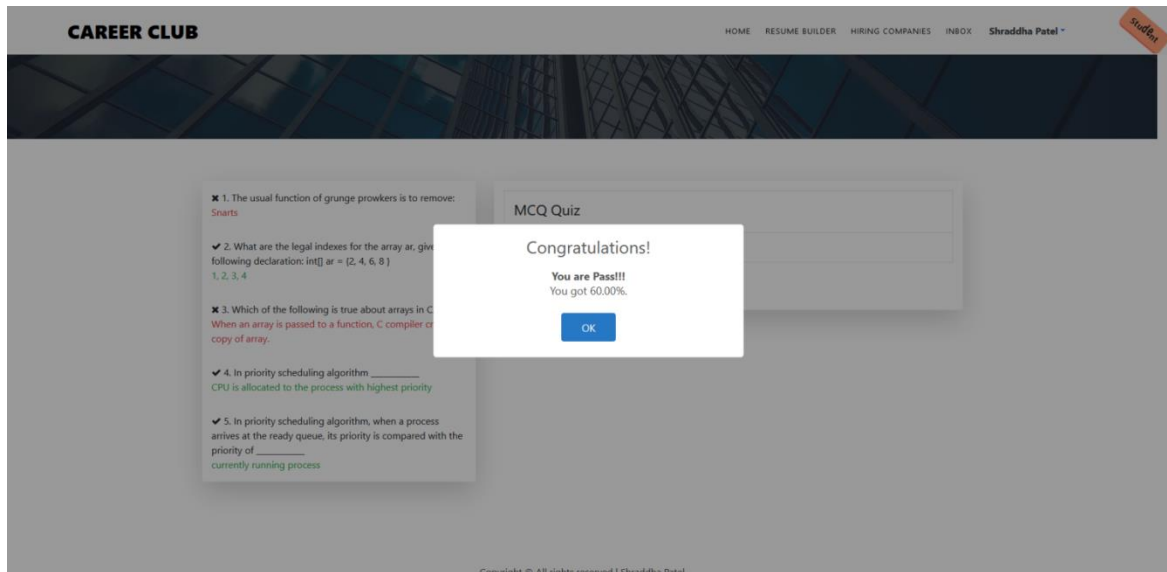 CAREER CLUB
HOME RESUME BUILDER HIRING COMPANIES INBOX Shraddha Patel
Student
✖ 1. The usual function of grunge prowkers is to remove:
Snarts
✔ 2. What are the legal indexes for the array ar, give
following declaration: int[] ar = {2, 4, 6, 8 }
1, 2, 3, 4
✖ 3. Which of the following is true about arrays in C
When an array is passed to a function, C compiler cr
copy of array.
✔ 4. In priority scheduling algorithm __________
CPU is allocated to the process with highest priority
✔ 5. In priority scheduling algorithm, when a process
arrives at the ready queue, its priority is compared with the
priority of __________
currently running process
MCQ Quiz
Congratulations!
You are Pass!!!
You got 60.00%.
OK
Copyright © All rights reserved | Shraddha Patel